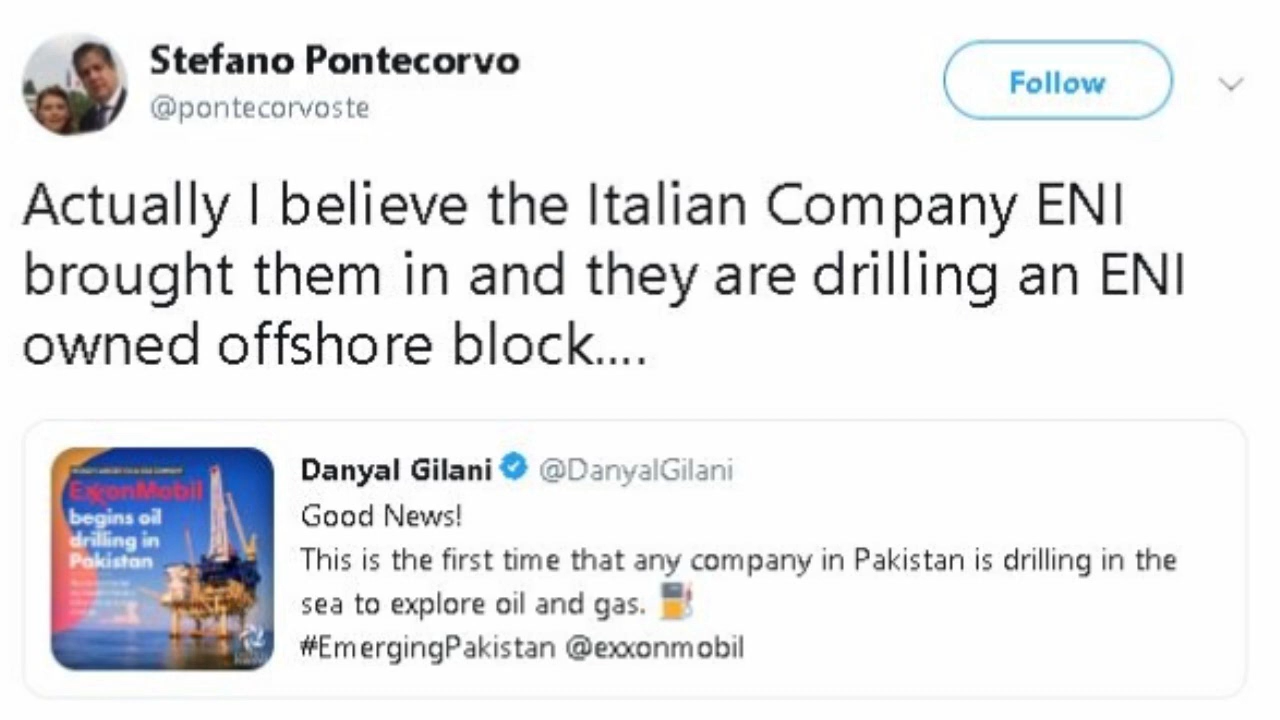 Stefano Pontecorvo
@pontecorvoste
Follow
Actually I believe the Italian Company ENI
brought them in and they are drilling an ENI
owned offshore block....
ExxonMobil
begins oil
drilling in
Pakistan
Danyal Gilani @DanyalGilani
Good News!
This is the first time that any company in Pakistan is drilling in the
sea to explore oil and gas. ⛽
#EmergingPakistan @exxonmobil